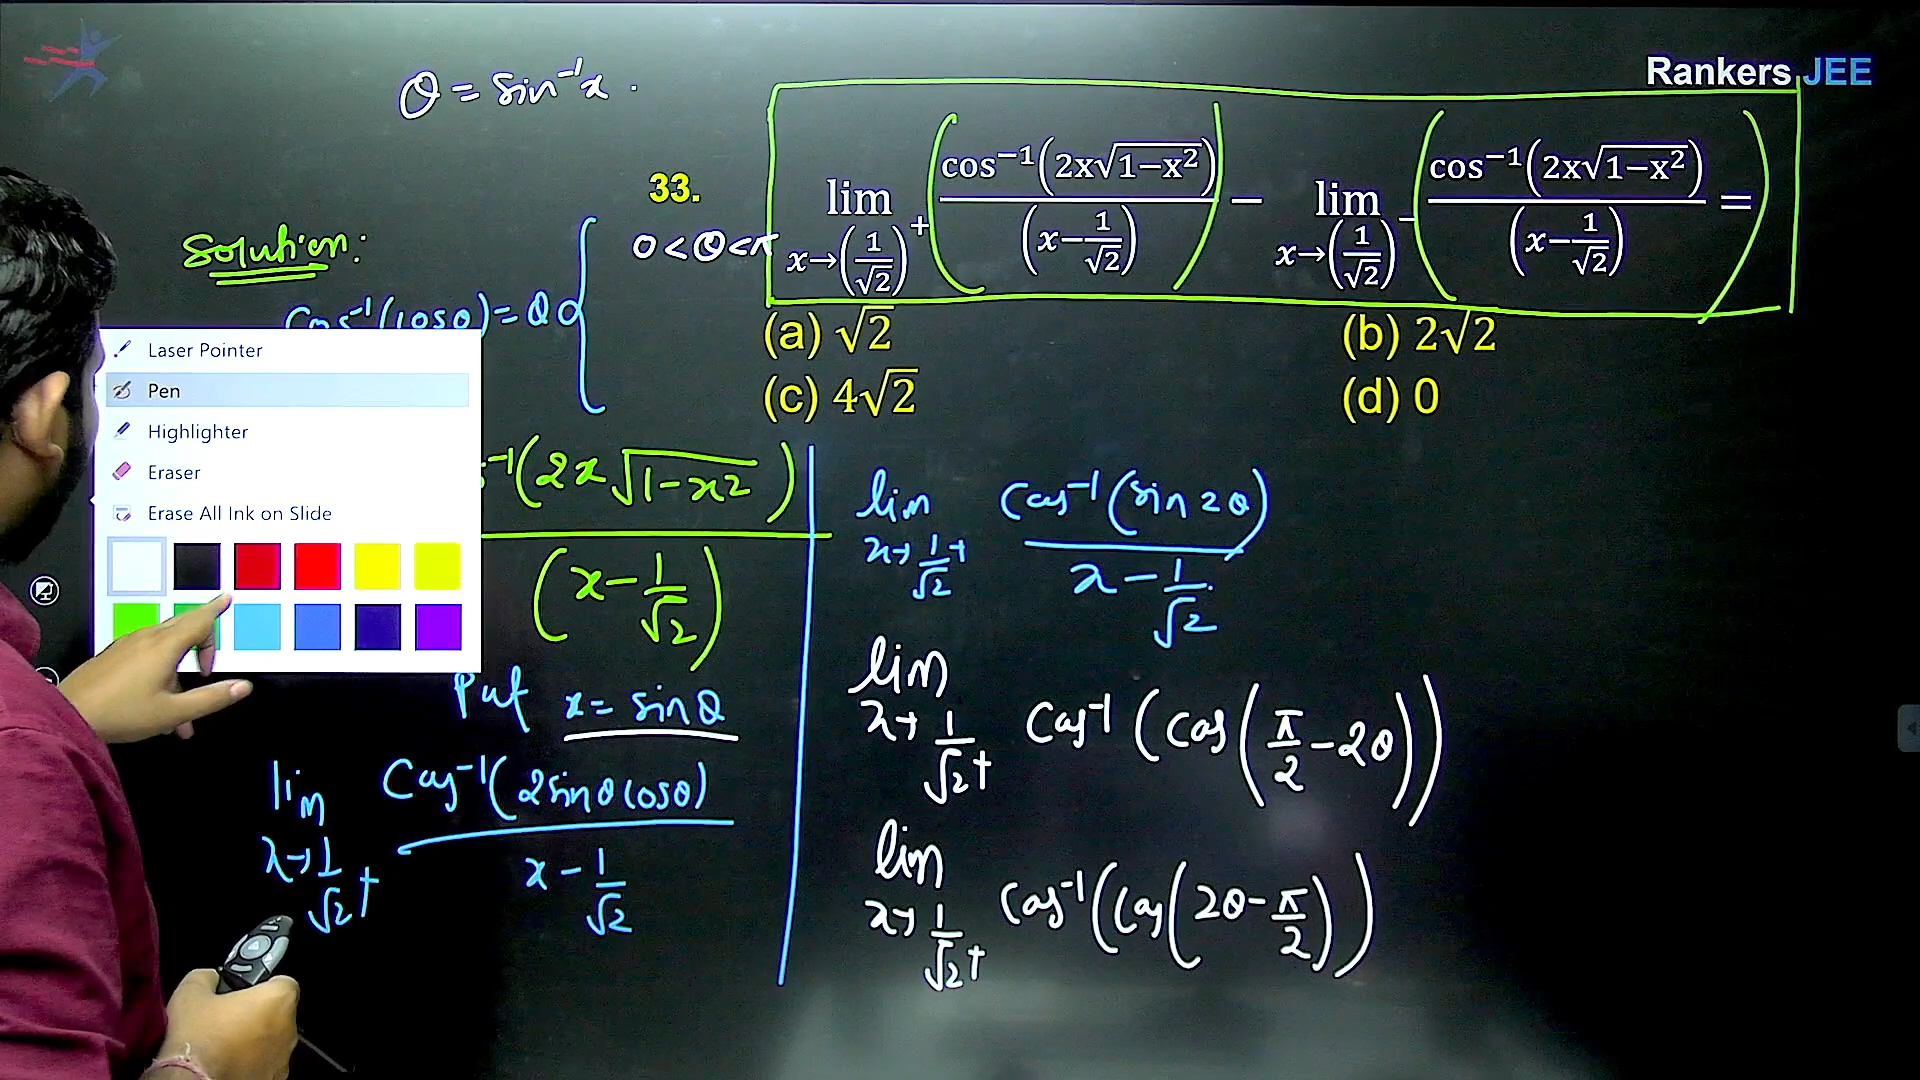 Rankers JEE
θ = sin⁻¹x .
33. lim x→(1/√2)⁺ (cos⁻¹(2x√1−x²) / (x−1/√2)) − lim x→(1/√2)⁻ (cos⁻¹(2x√1−x²) / (x−1/√2)) =
(a) √2 (b) 2√2
(c) 4√2 (d) 0
Solution:
0 < θ < π
Cos⁻¹(cosθ) = θ
Laser Pointer
Pen
Highlighter
Eraser
Erase All Ink on Slide
⁻¹(2x√1−x²) / (x − 1/√2)
Put x = sinθ
lim x→1/√2⁺ Cos⁻¹(2sinθcosθ) / x − 1/√2
lim x→1/√2⁺ Cos⁻¹(sin2θ) / x − 1/√2
lim x→1/√2⁺ Cos⁻¹(cos(π/2 − 2θ))
lim x→1/√2⁺ Cos⁻¹(Cos(2θ − π/2))